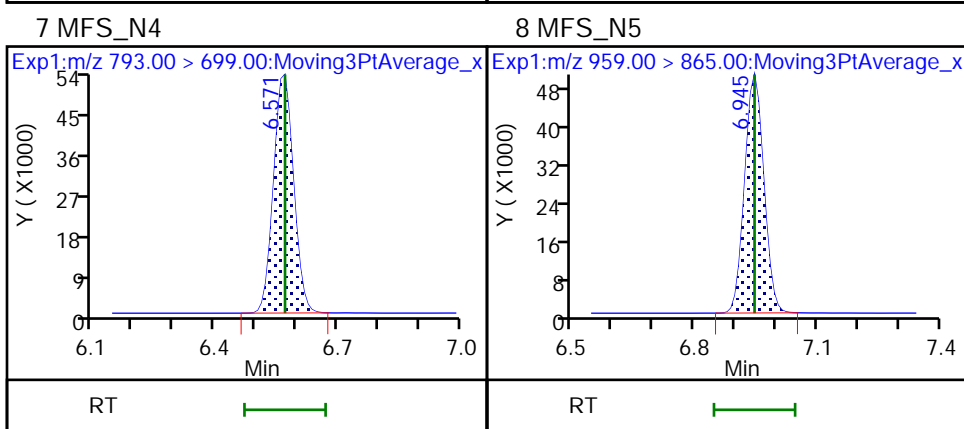 7 MFS_N4
Exp1:m/z 793.00 > 699.00:Moving3PtAverage_x
54
45
36
27
18
9
0
Y ( X1000)
6.571
6.1 6.4 6.7 7.0
Min
RT
8 MFS_N5
Exp1:m/z 959.00 > 865.00:Moving3PtAverage_x
48
40
32
24
16
8
0
Y ( X1000)
6.945
6.5 6.8 7.1 7.4
Min
RT